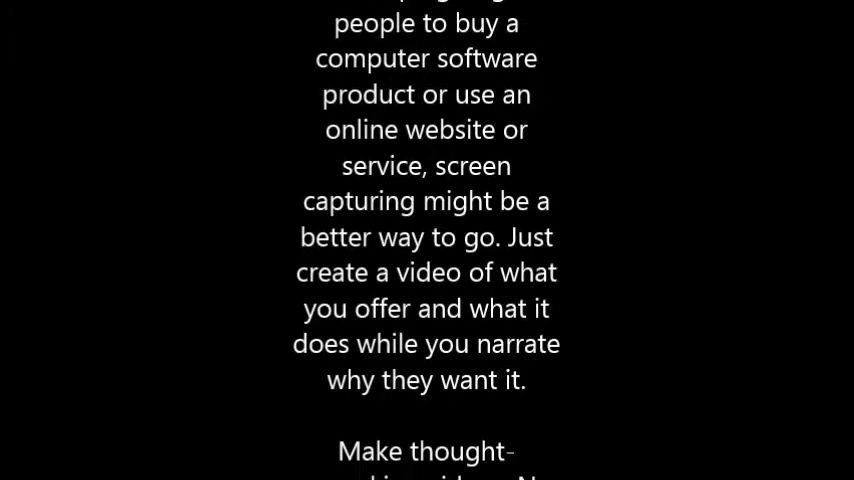 people to buy a
computer software
product or use an
online website or
service, screen
capturing might be a
better way to go. Just
create a video of what
you offer and what it
does while you narrate
why they want it.
Make thought-